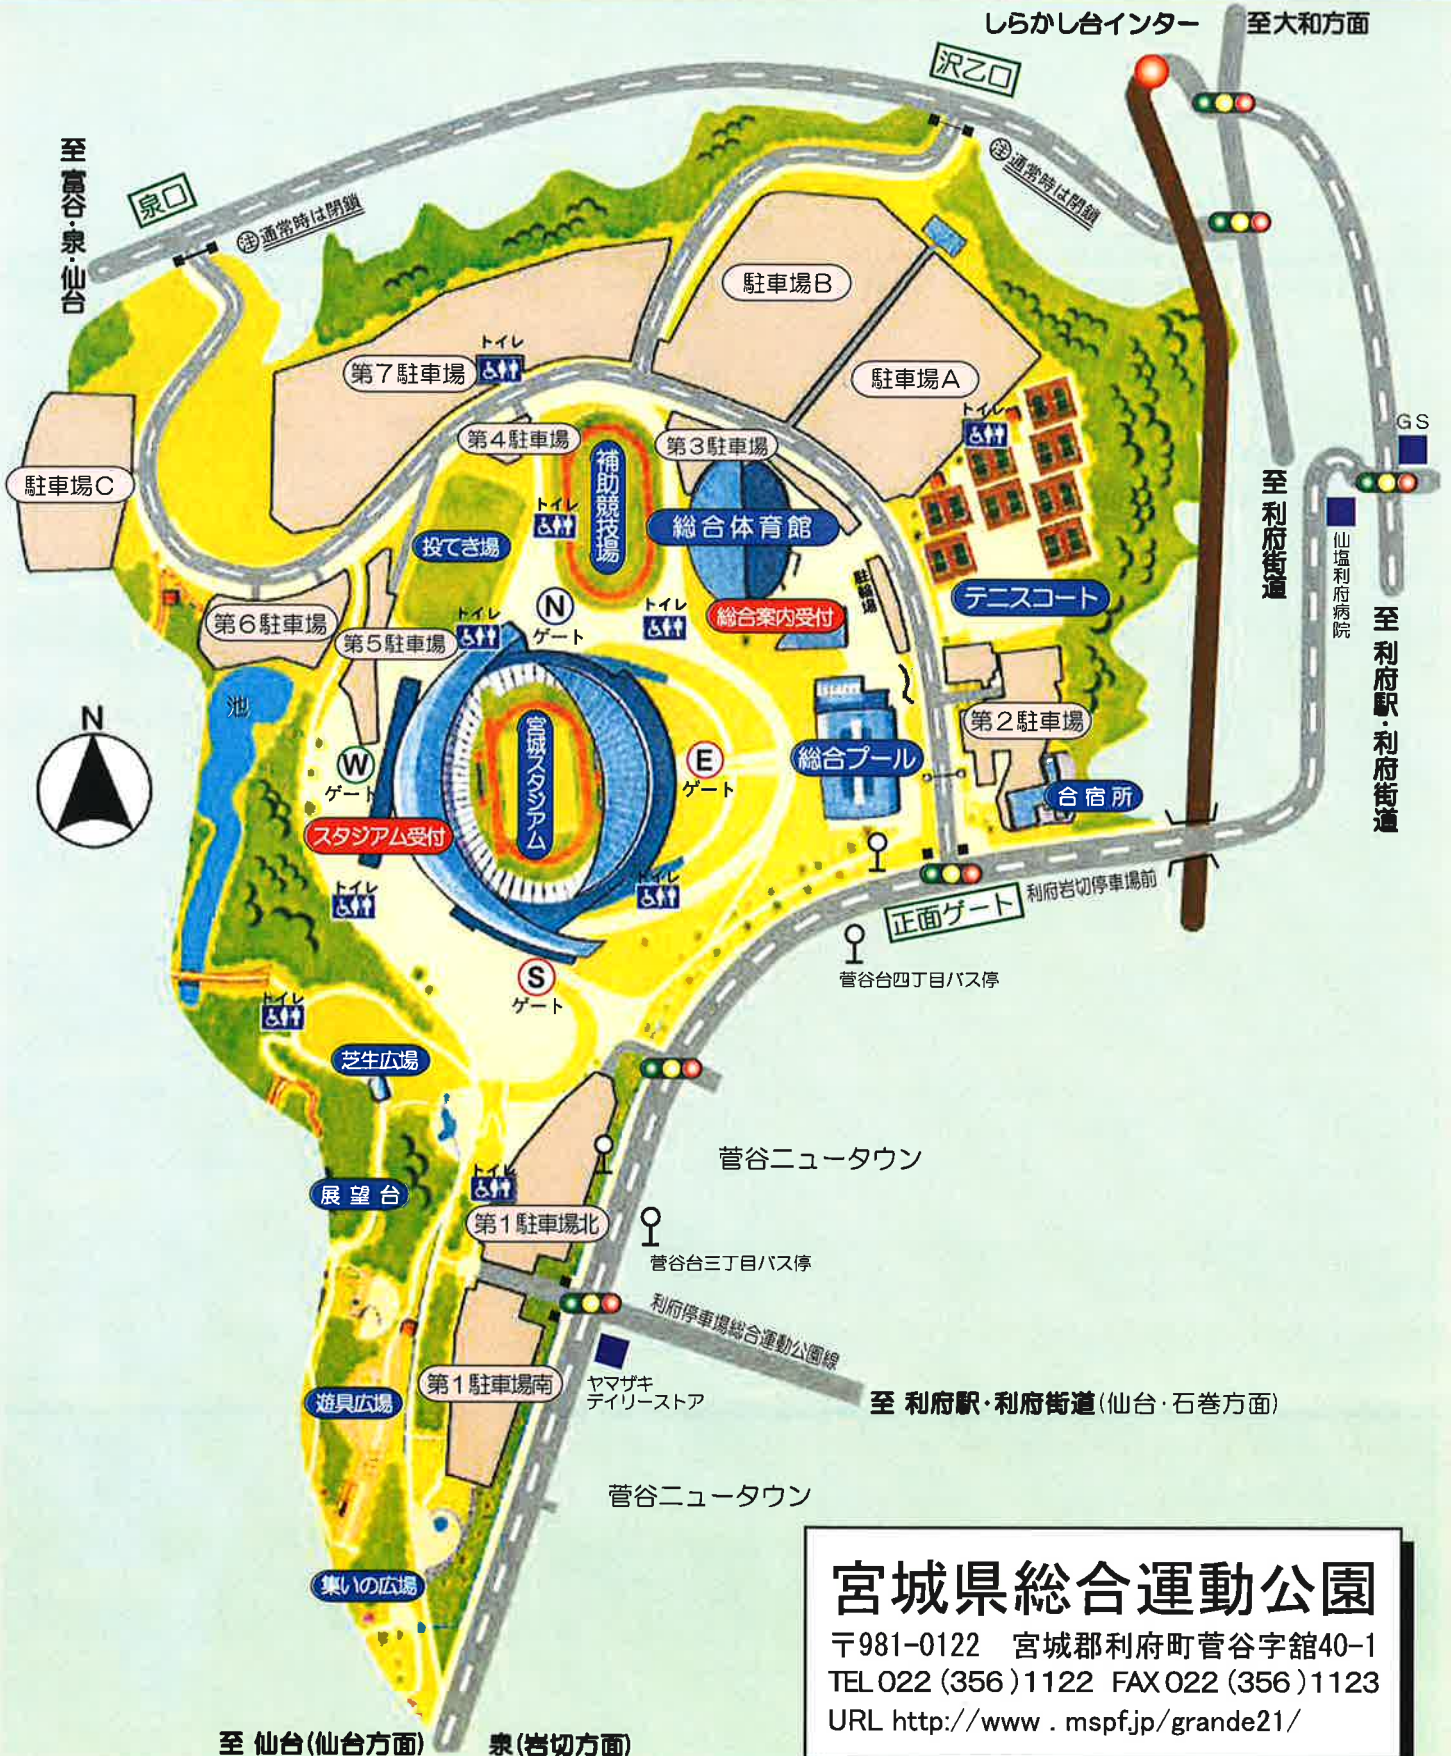 しらかし台インター
至大和方面
沢乙口
至 富谷・泉・仙台
泉口
注通常時は閉鎖
注通常時は閉鎖
駐車場B
トイレ
第7駐車場
駐車場A
トイレ
GS
第4駐車場
第3駐車場
補助競技場
駐車場C
至 利府街道
トイレ
総合体育館
投てき場
仙塩利府病院
駐輪場
テニスコート
N
ゲート
トイレ
トイレ
総合案内受付
第6駐車場
第5駐車場
至 利府駅・利府街道
池
N
第2駐車場
宮城スタジアム
W
ゲート
E
ゲート
総合プール
合宿所
スタジアム受付
トイレ
トイレ
利府岩切停車場前
正面ゲート
菅谷台四丁目バス停
S
ゲート
トイレ
芝生広場
菅谷ニュータウン
トイレ
展望台
第1駐車場北
菅谷台三丁目バス停
利府停車場総合運動公園線
第1駐車場南
ヤマザキ
デイリーストア
遊具広場
至 利府駅・利府街道(仙台・石巻方面)
菅谷ニュータウン
集いの広場
宮城県総合運動公園
〒981-0122 宮城郡利府町菅谷字舘40-1
TEL 022 (356)1122 FAX 022 (356)1123
URL http://www.mspf.jp/grande21/
至 仙台(仙台方面)
泉(岩切方面)